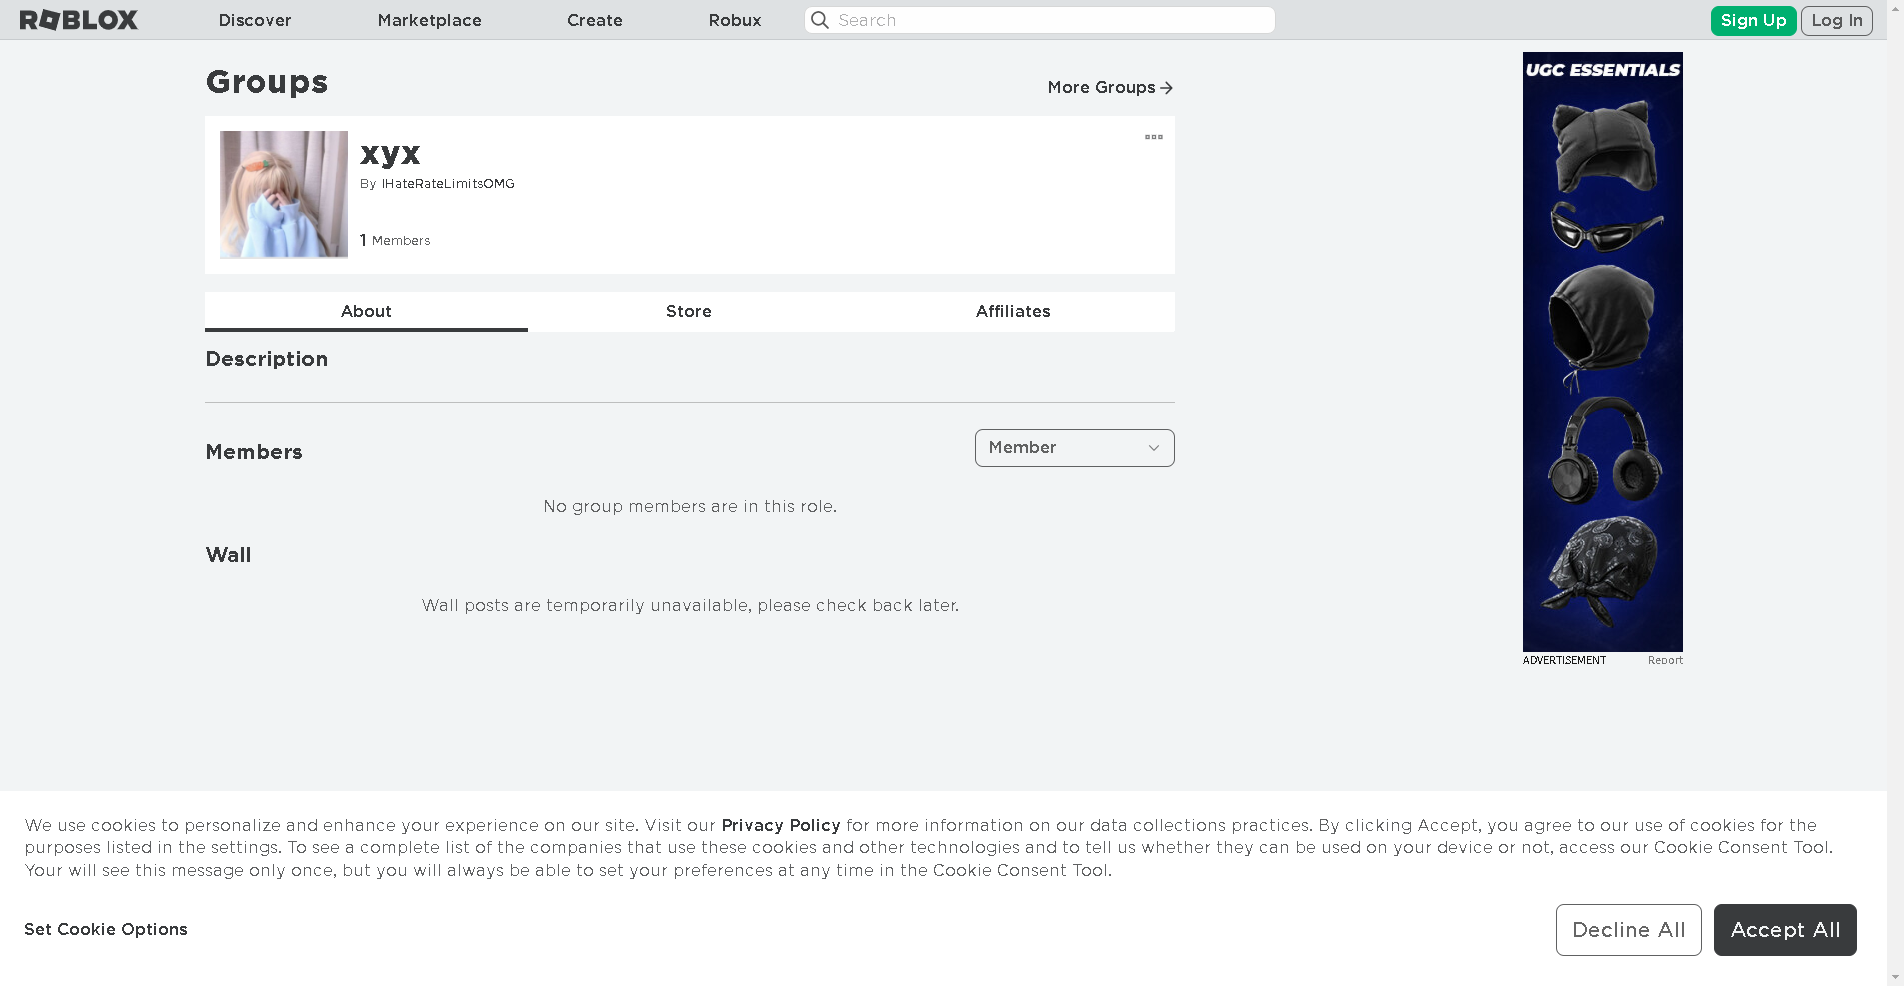 ROBLOX
Discover
Marketplace
Create
Robux
Search
Sign Up
Log In
Groups
More Groups
xyx
By IHateRateLimitsOMG
1 Members
About
Store
Affiliates
Description
Members
Member
No group members are in this role.
Wall
Wall posts are temporarily unavailable, please check back later.
UGC ESSENTIALS
ADVERTISEMENT
Report
We use cookies to personalize and enhance your experience on our site. Visit our Privacy Policy for more information on our data collections practices. By clicking Accept, you agree to our use of cookies for the
purposes listed in the settings. To see a complete list of the companies that use these cookies and other technologies and to tell us whether they can be used on your device or not, access our Cookie Consent Tool.
Your will see this message only once, but you will always be able to set your preferences at any time in the Cookie Consent Tool.
Set Cookie Options
Decline All
Accept All